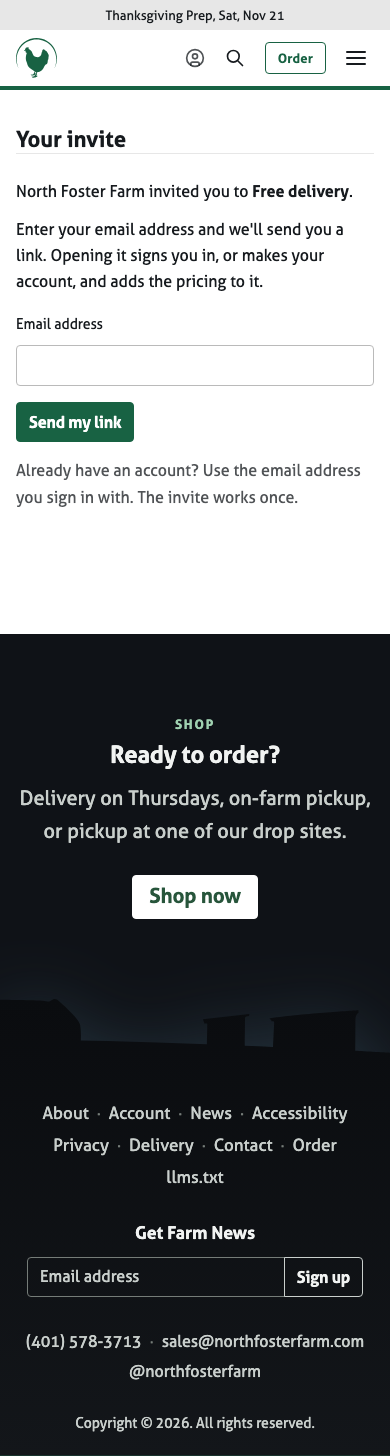 Thanksgiving Prep, Sat, Nov 21
Order
Your invite
North Foster Farm invited you to Free delivery.
Enter your email address and we'll send you a
link. Opening it signs you in, or makes your
account, and adds the pricing to it.
Email address
Send my link
Already have an account? Use the email address
you sign in with. The invite works once.
SHOP
Ready to order?
Delivery on Thursdays, on-farm pickup,
or pickup at one of our drop sites.
Shop now
About · Account · News · Accessibility
Privacy · Delivery · Contact · Order
llms.txt
Get Farm News
Email address
Sign up
(401) 578-3713 · sales@northfosterfarm.com
@northfosterfarm
Copyright © 2026. All rights reserved.